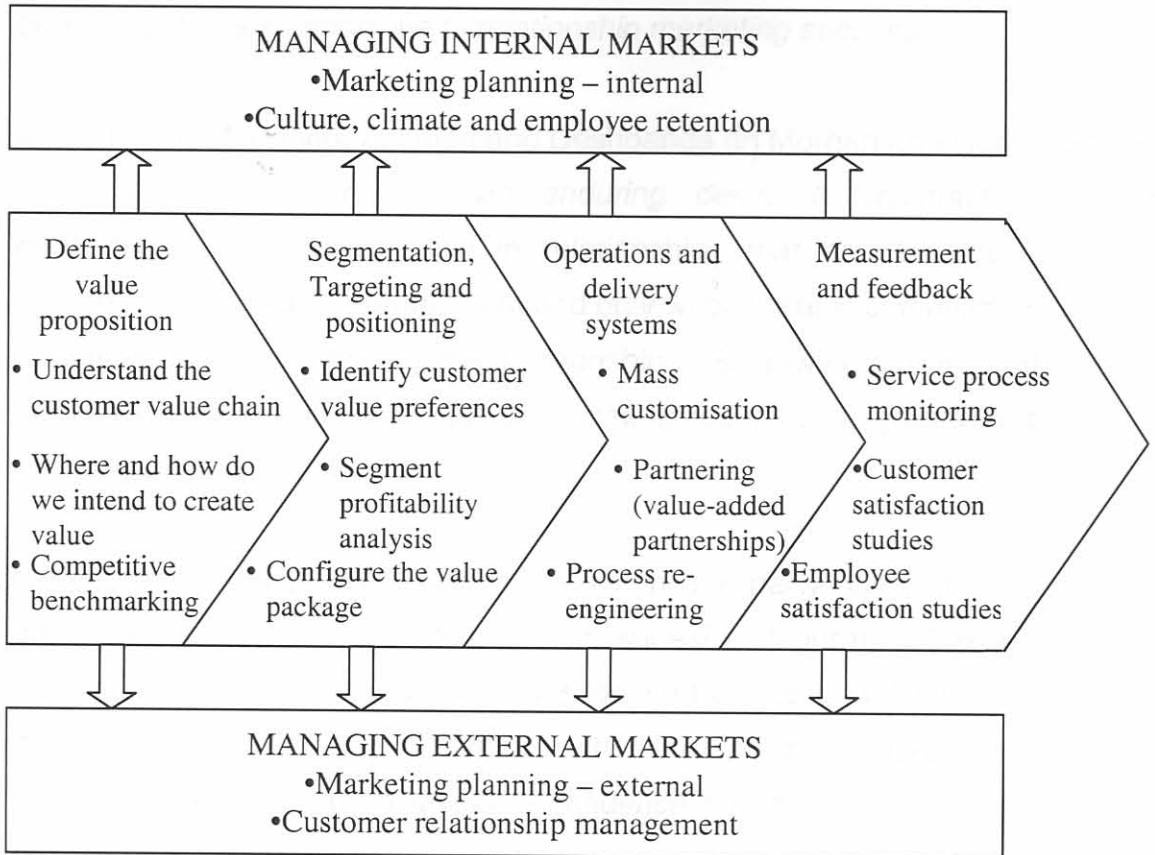 MANAGING INTERNAL MARKETS
•Marketing planning – internal
•Culture, climate and employee retention
Define the
value
proposition
• Understand the
customer value chain
• Where and how do
we intend to create
value
• Competitive
benchmarking
Segmentation,
Targeting and
positioning
• Identify customer
value preferences
• Segment
profitability
analysis
• Configure the value
package
Operations and
delivery
systems
• Mass
customisation
• Partnering
(value-added
partnerships)
• Process re-
engineering
Measurement
and feedback
• Service process
monitoring
•Customer
satisfaction
studies
•Employee
satisfaction studies
MANAGING EXTERNAL MARKETS
•Marketing planning – external
•Customer relationship management